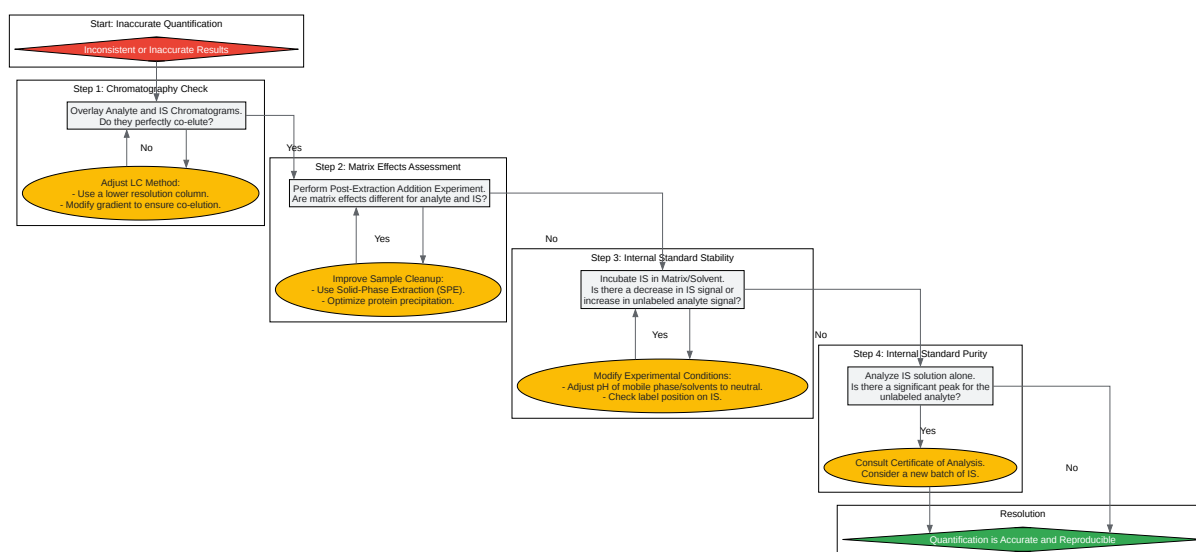 Start: Inaccurate Quantification
Inconsistent or Inaccurate Results
Step 1: Chromatography Check
Overlay Analyte and IS Chromatograms.
Do they perfectly co-elute?
No
Yes
Adjust LC Method:
- Use a lower resolution column.
- Modify gradient to ensure co-elution.
Step 2: Matrix Effects Assessment
Perform Post-Extraction Addition Experiment.
Are matrix effects different for analyte and IS?
Yes
No
Improve Sample Cleanup:
- Use Solid-Phase Extraction (SPE).
- Optimize protein precipitation.
Step 3: Internal Standard Stability
Incubate IS in Matrix/Solvent.
Is there a decrease in IS signal or
increase in unlabeled analyte signal?
Yes
No
Modify Experimental Conditions:
- Adjust pH of mobile phase/solvents to neutral.
- Check label position on IS.
Step 4: Internal Standard Purity
Analyze IS solution alone.
Is there a significant peak for the
unlabeled analyte?
Yes
Consult Certificate of Analysis.
Consider a new batch of IS.
No
Resolution
Quantification is Accurate and Reproducible